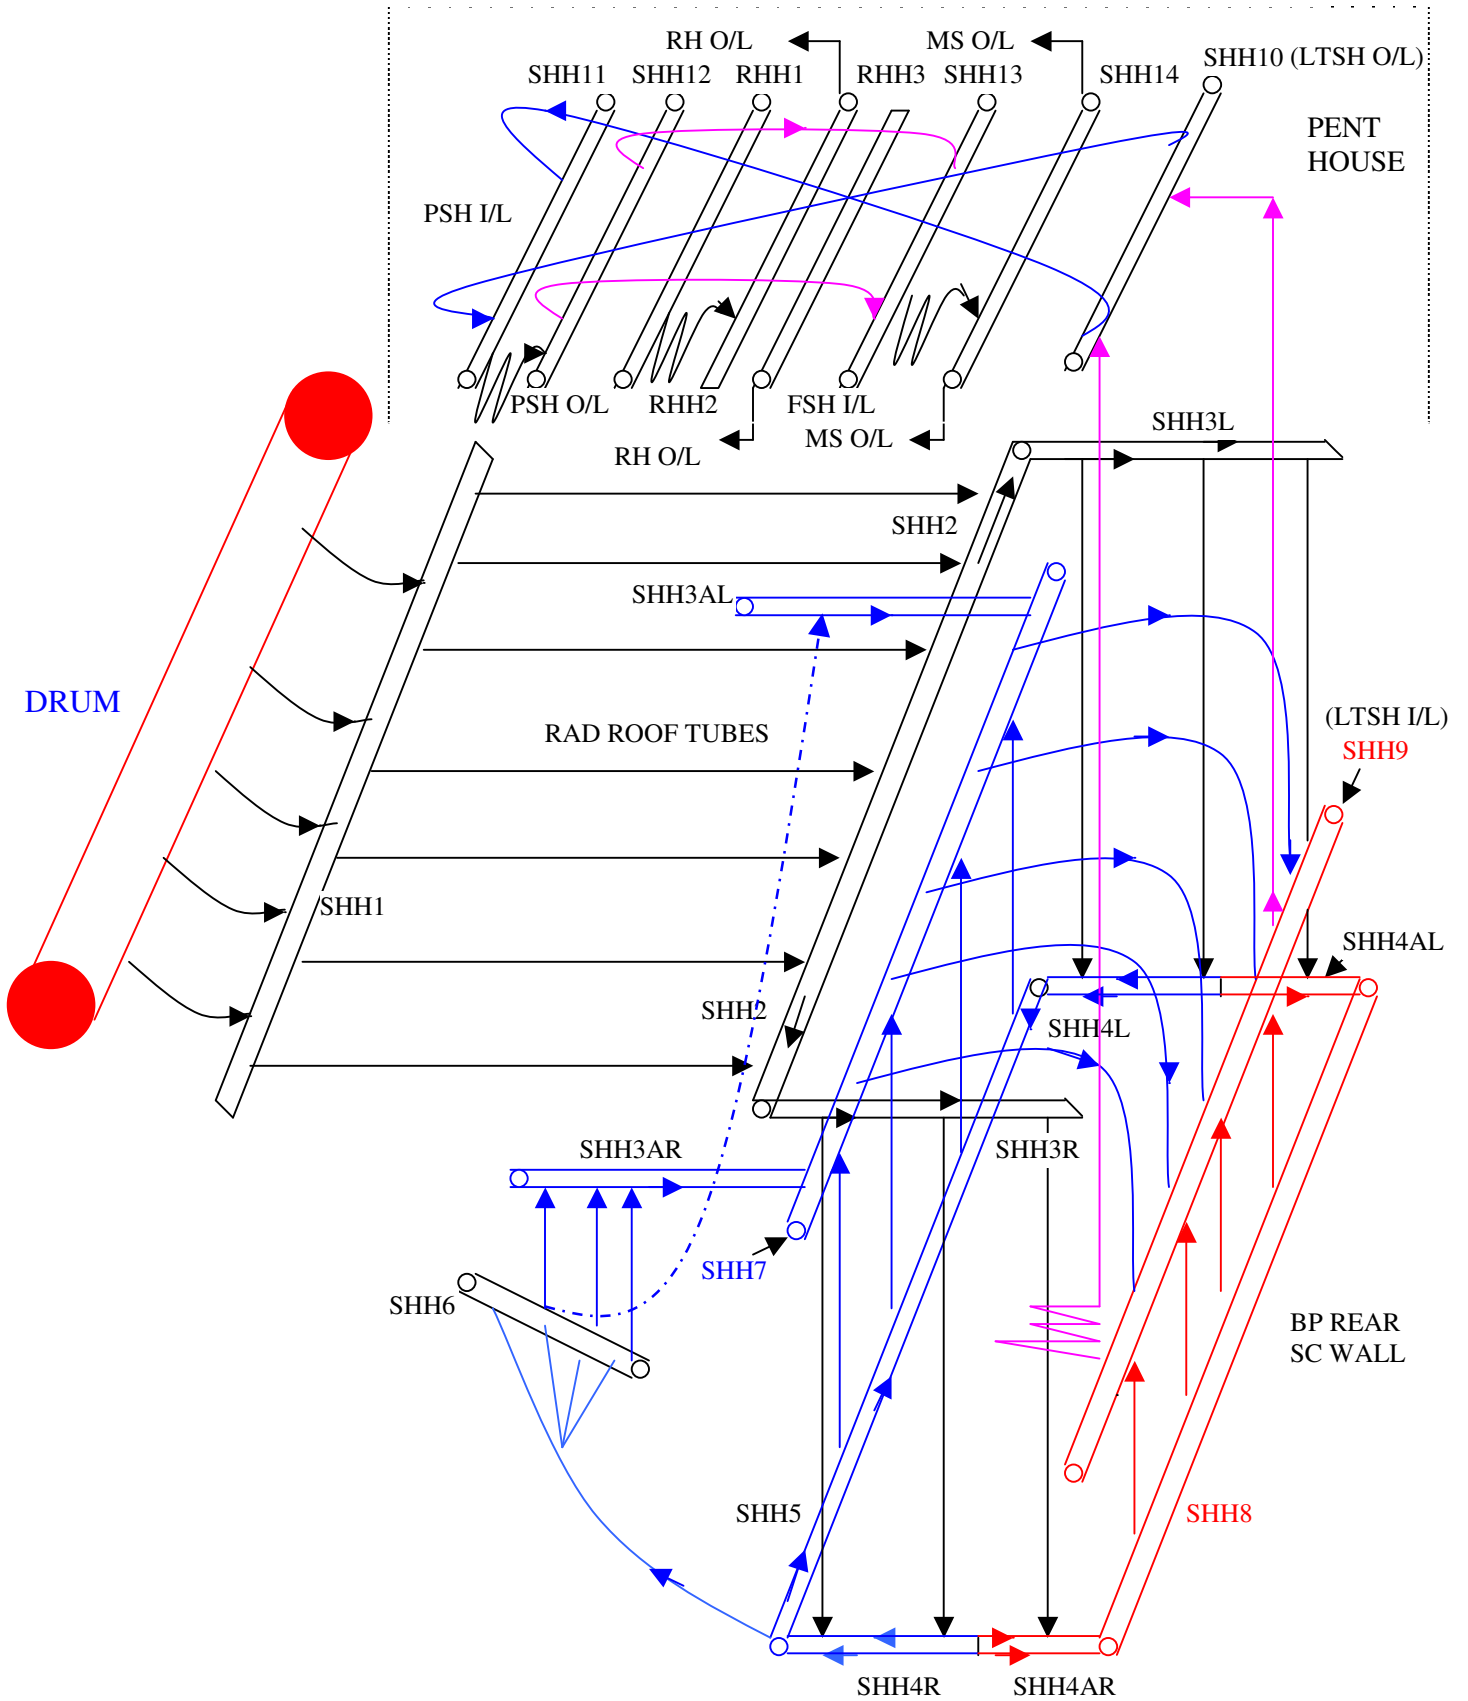 RH O/L
MS O/L
SHH10 (LTSH O/L)
SHH11
SHH12
RHH1
RHH3
SHH13
SHH14
PENT
HOUSE
PSH I/L
PSH O/L
RHH2
FSH I/L
RH O/L
MS O/L
SHH3L
SHH2
SHH3AL
DRUM
RAD ROOF TUBES
(LTSH I/L)
SHH9
SHH1
SHH4AL
SHH2
SHH4L
SHH3AR
SHH3R
SHH7
SHH6
BP REAR
SC WALL
SHH5
SHH8
SHH4R
SHH4AR